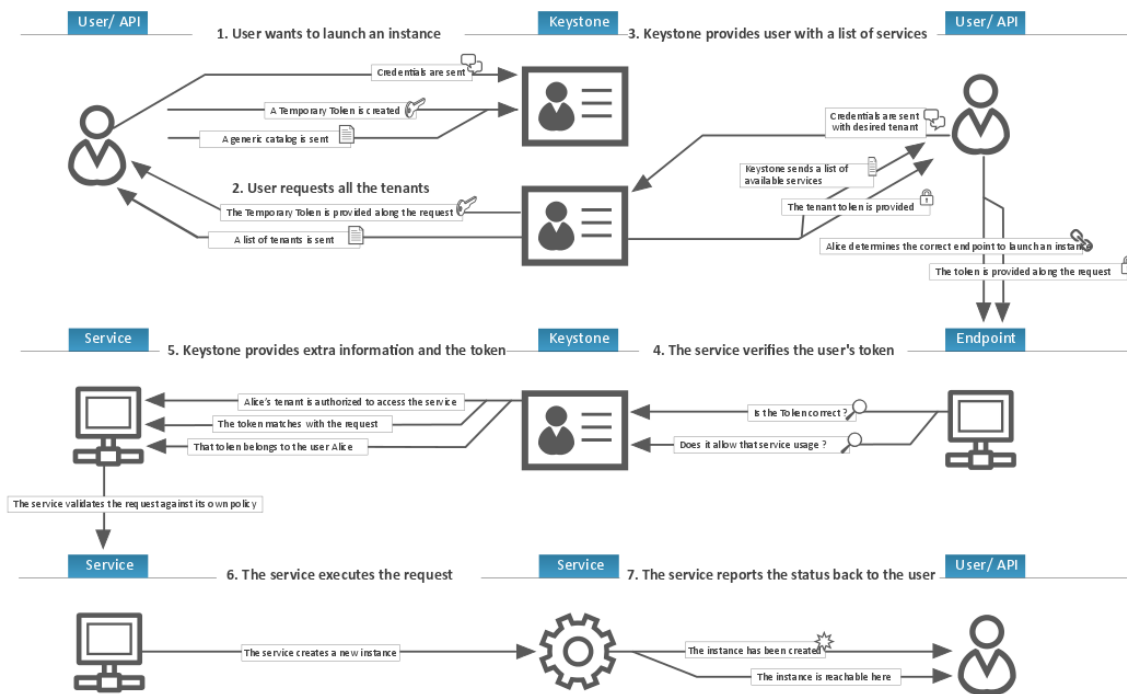 User/ API
1. User wants to launch an instance
Keystone
3. Keystone provides user with a list of services
User/API
Credentials are sent
A Temporary Token is created
A generic catalog is sent
2. User requests all the tenants
The Temporary Token is provided along the request
A list of tenants is sent
Credentials are sent
with desired tenant
Keystone sends a list of
available services
The tenant token is provided
Alice determines the correct endpoint to launch an instance
The token is provided along the request
Service
5. Keystone provides extra information and the token
Keystone
4. The service verifies the user's token
Endpoint
Alice's tenant is authorized to access the service
The token matches with the request
That token belongs to the user Alice
Is the Token correct ?
Does it allow that service usage ?
The service validates the request against its own policy
Service
6. The service executes the request
Service
7. The service reports the status back to the user
User/ API
The service creates a new instance
The instance has been created
The instance is reachable here